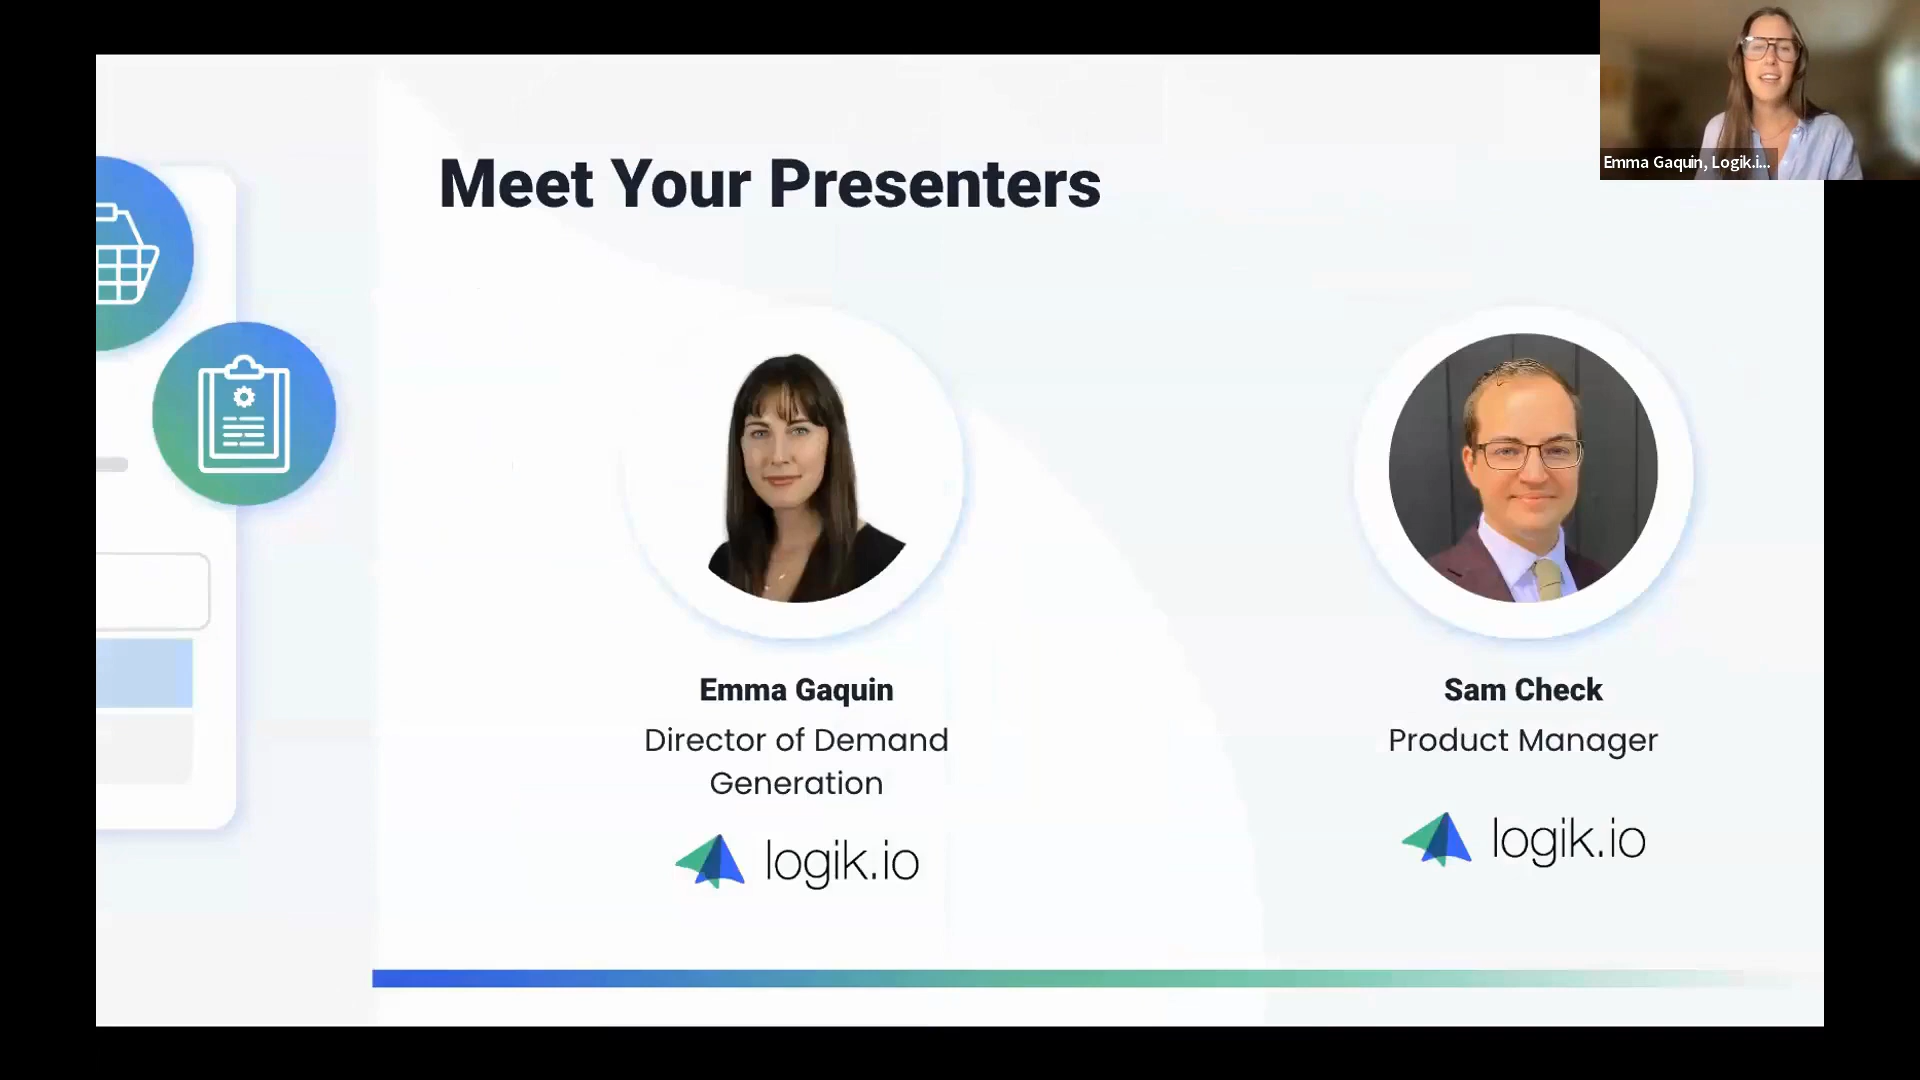 Emma Gaquin, Logik.i...
Meet Your Presenters
Emma Gaquin
Director of Demand
Generation
logik.io
Sam Check
Product Manager
logik.io